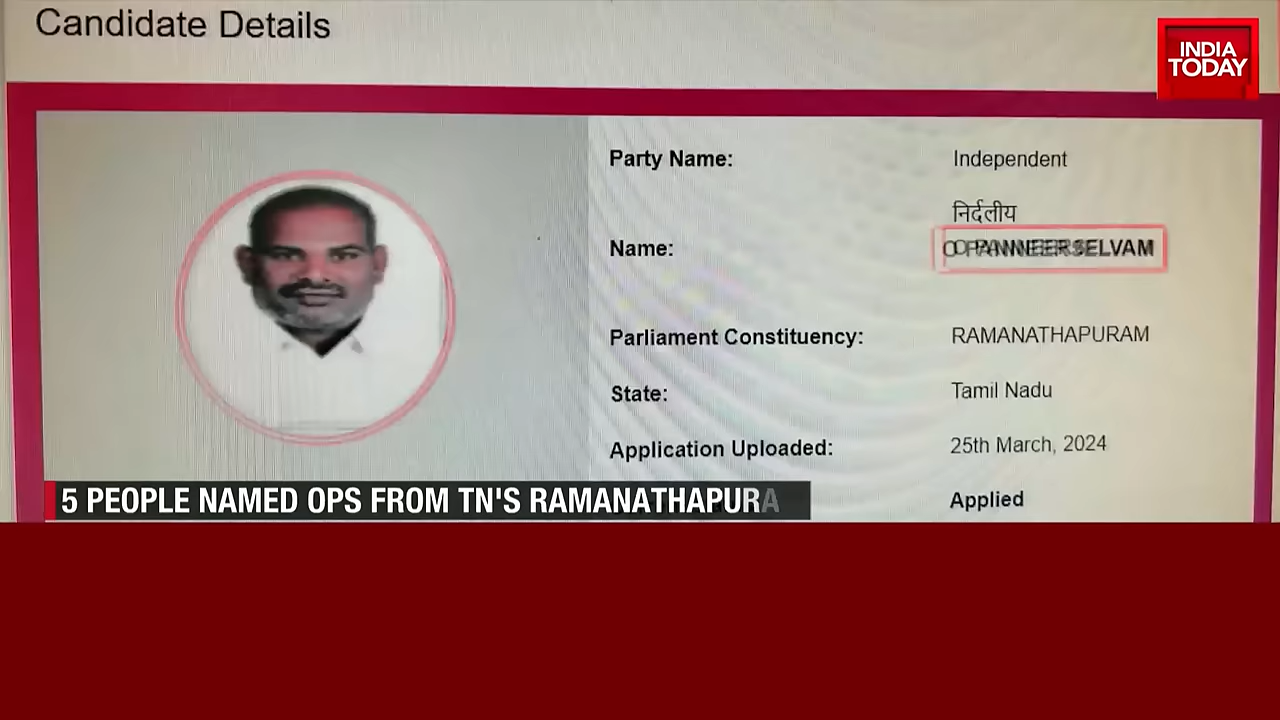 Candidate Details
INDIA
TODAY
Party Name: Independent
निर्दलीय
Name: O PANNEERSELVAM
Parliament Constituency: RAMANATHAPURAM
State: Tamil Nadu
Application Uploaded: 25th March, 2024
Applied
5 PEOPLE NAMED OPS FROM TN'S RAMANATHAPURA